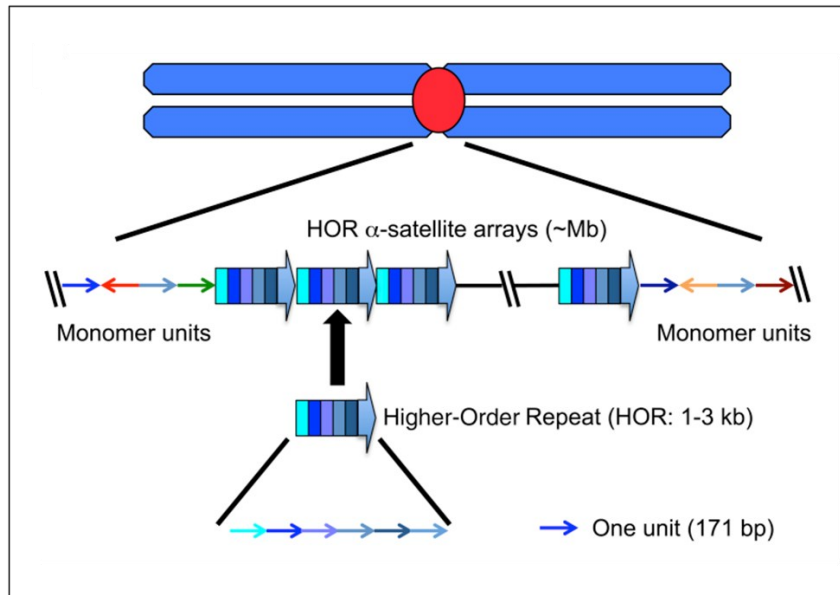 HOR α-satellite arrays (~Mb)
Monomer units
Monomer units
Higher-Order Repeat (HOR: 1-3 kb)
One unit (171 bp)